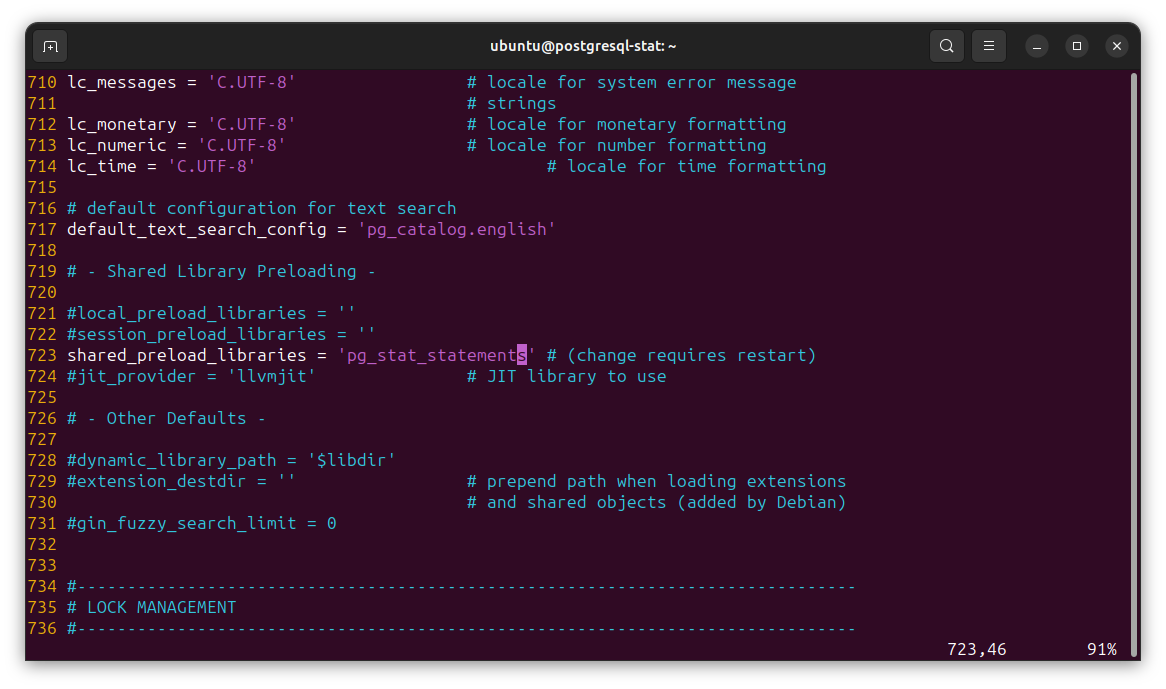 ubuntu@postgresql-stat: ~
710 lc_messages = 'C.UTF-8' # locale for system error message
711 # strings
712 lc_monetary = 'C.UTF-8' # locale for monetary formatting
713 lc_numeric = 'C.UTF-8' # locale for number formatting
714 lc_time = 'C.UTF-8' # locale for time formatting
715
716 # default configuration for text search
717 default_text_search_config = 'pg_catalog.english'
718
719 # - Shared Library Preloading -
720
721 #local_preload_libraries = ''
722 #session_preload_libraries = ''
723 shared_preload_libraries = 'pg_stat_statements' # (change requires restart)
724 #jit_provider = 'llvmjit' # JIT library to use
725
726 # - Other Defaults -
727
728 #dynamic_library_path = '$libdir'
729 #extension_destdir = '' # prepend path when loading extensions
730 # and shared objects (added by Debian)
731 #gin_fuzzy_search_limit = 0
732
733
734 #------------------------------------------------------------------------------
735 # LOCK MANAGEMENT
736 #------------------------------------------------------------------------------
723,46 91%